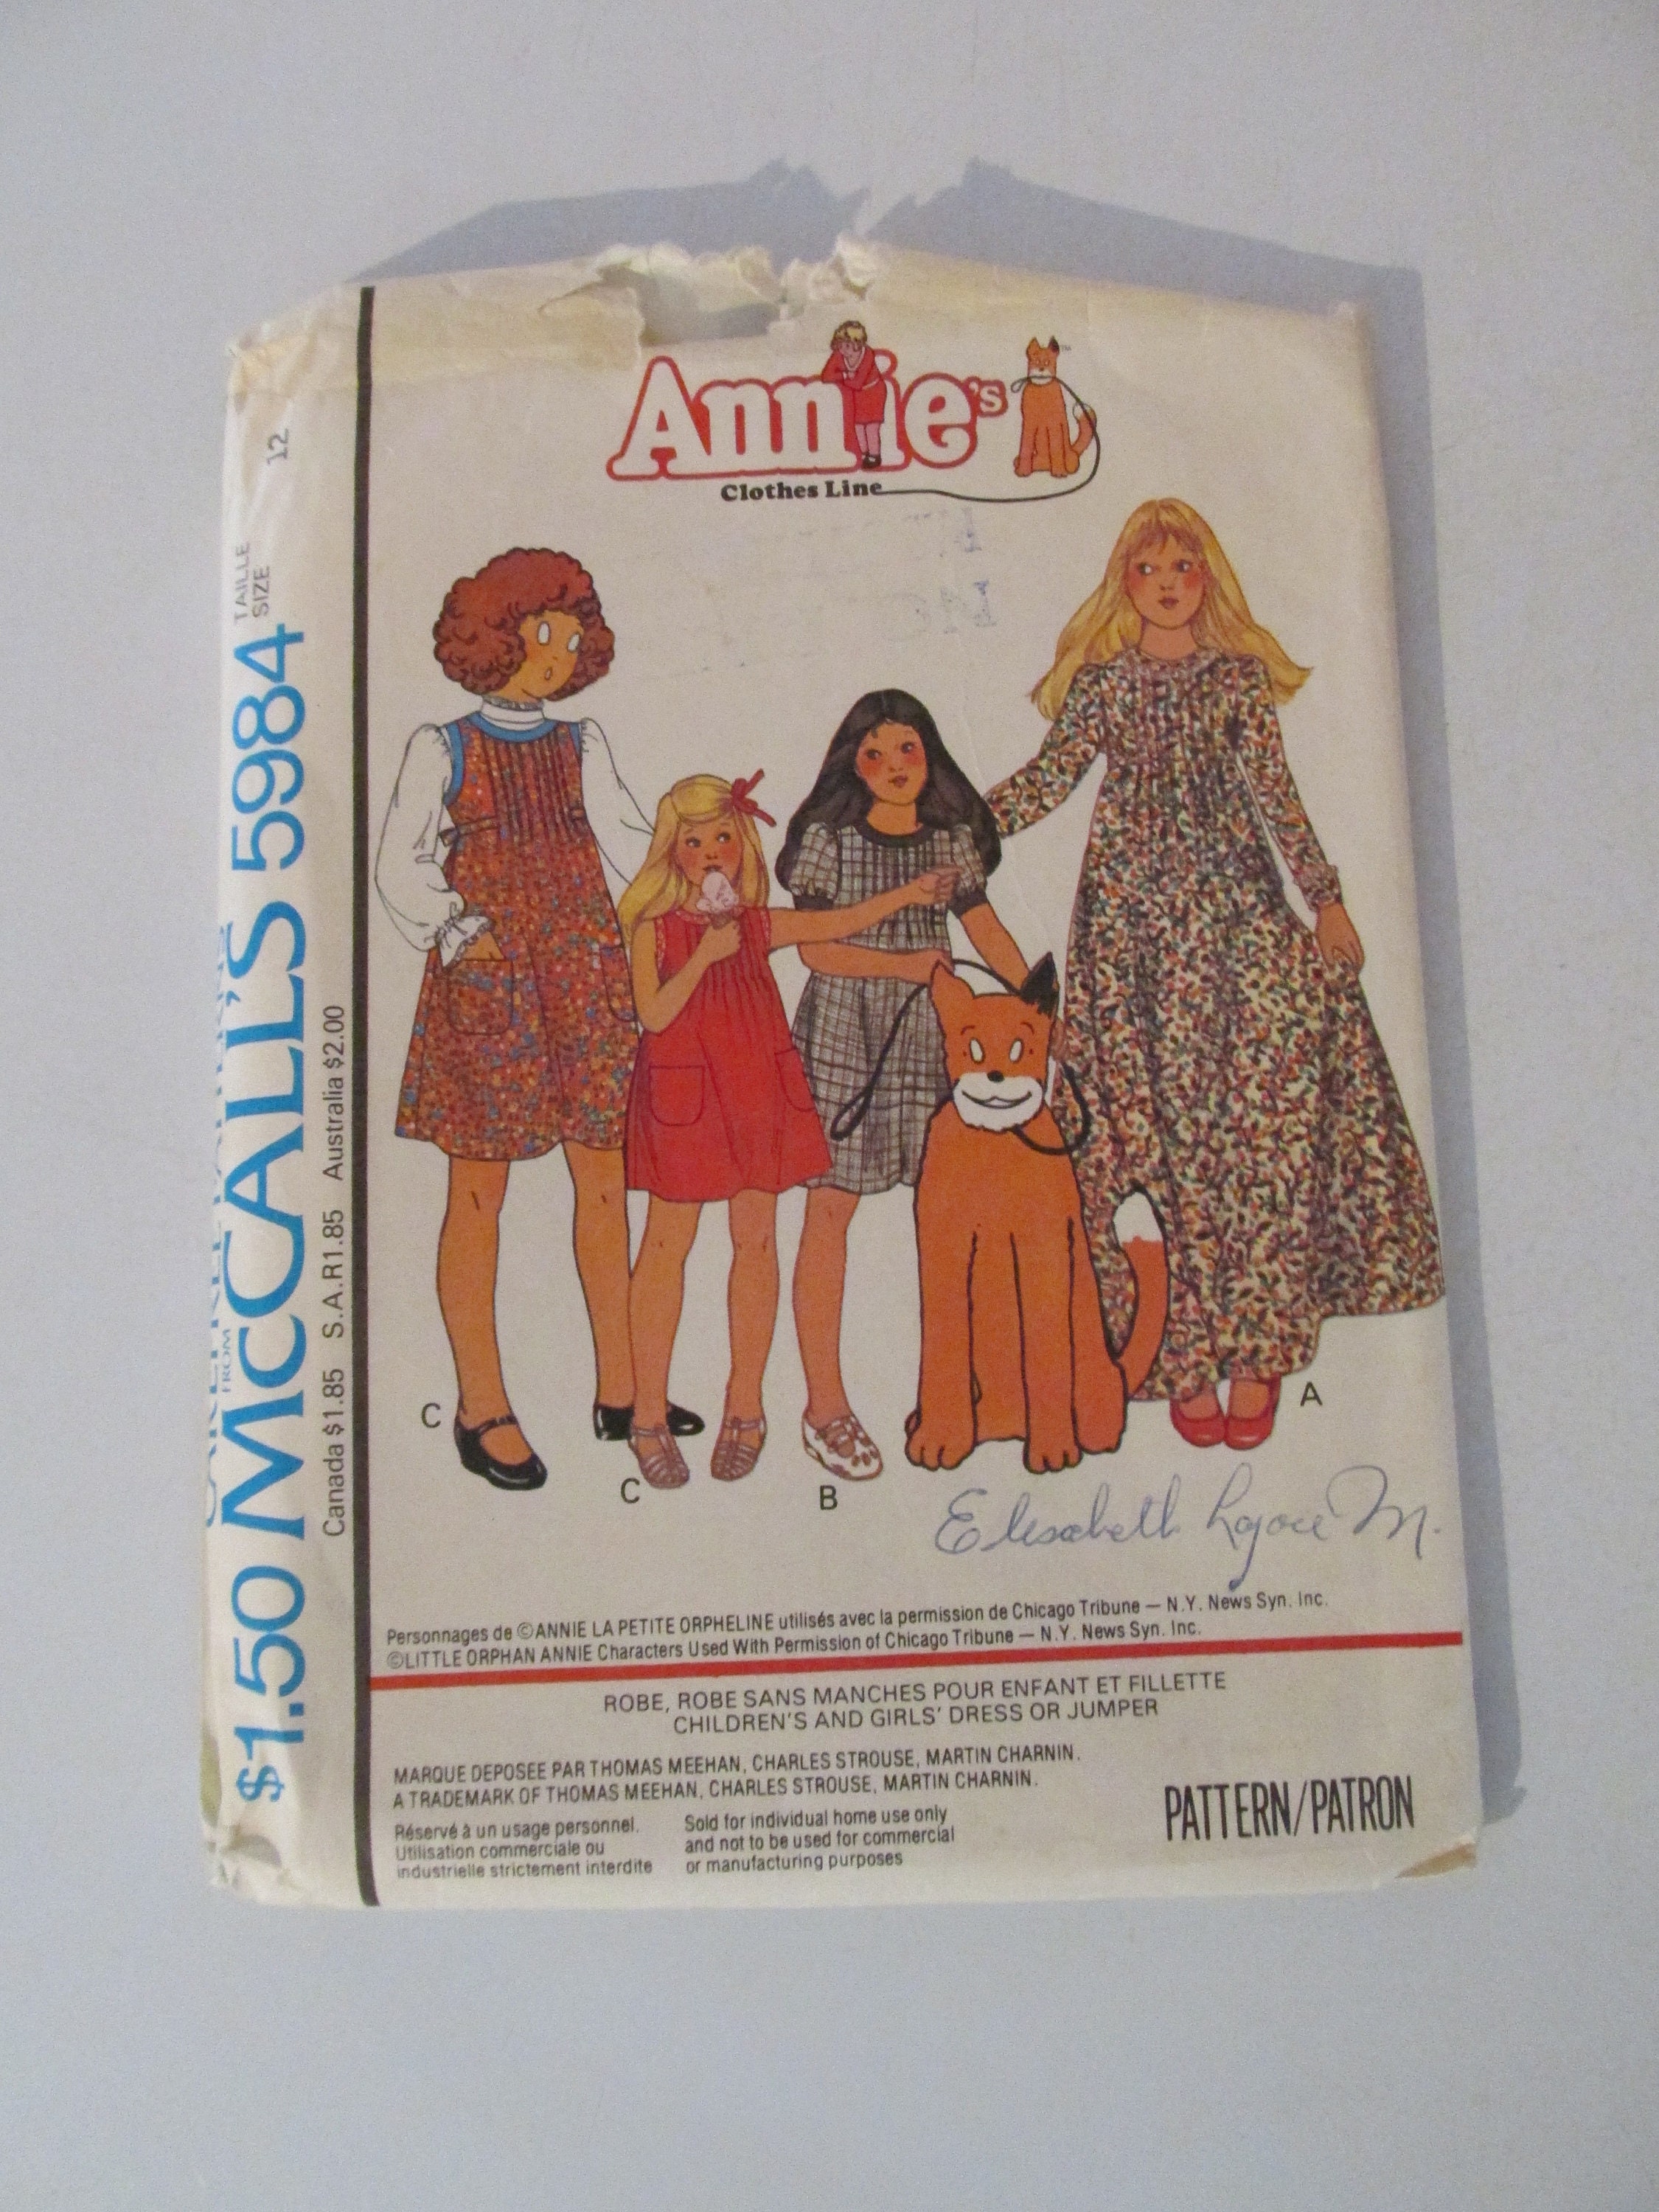 Annie's
Clothes Line
TAILLE
SIZE
12
$1.50 McCALL'S 5984
FROM
Canada $1.85 S.A.R1.85 Australia $2.00
C
C
B
A
M.
Personnages de ©ANNIE LA PETITE ORPHELINE utilisés avec la permission de Chicago Tribune — N.Y. News Syn. Inc.
©LITTLE ORPHAN ANNIE Characters Used With Permission of Chicago Tribune — N.Y. News Syn. Inc.
ROBE, ROBE SANS MANCHES POUR ENFANT ET FILLETTE
CHILDREN'S AND GIRLS' DRESS OR JUMPER
MARQUE DEPOSEE PAR THOMAS MEEHAN, CHARLES STROUSE, MARTIN CHARNIN.
A TRADEMARK OF THOMAS MEEHAN, CHARLES STROUSE, MARTIN CHARNIN.
Réservé à un usage personnel.
Utilisation commerciale ou
industrielle strictement interdite
Sold for individual home use only
and not to be used for commercial
or manufacturing purposes
PATTERN/PATRON